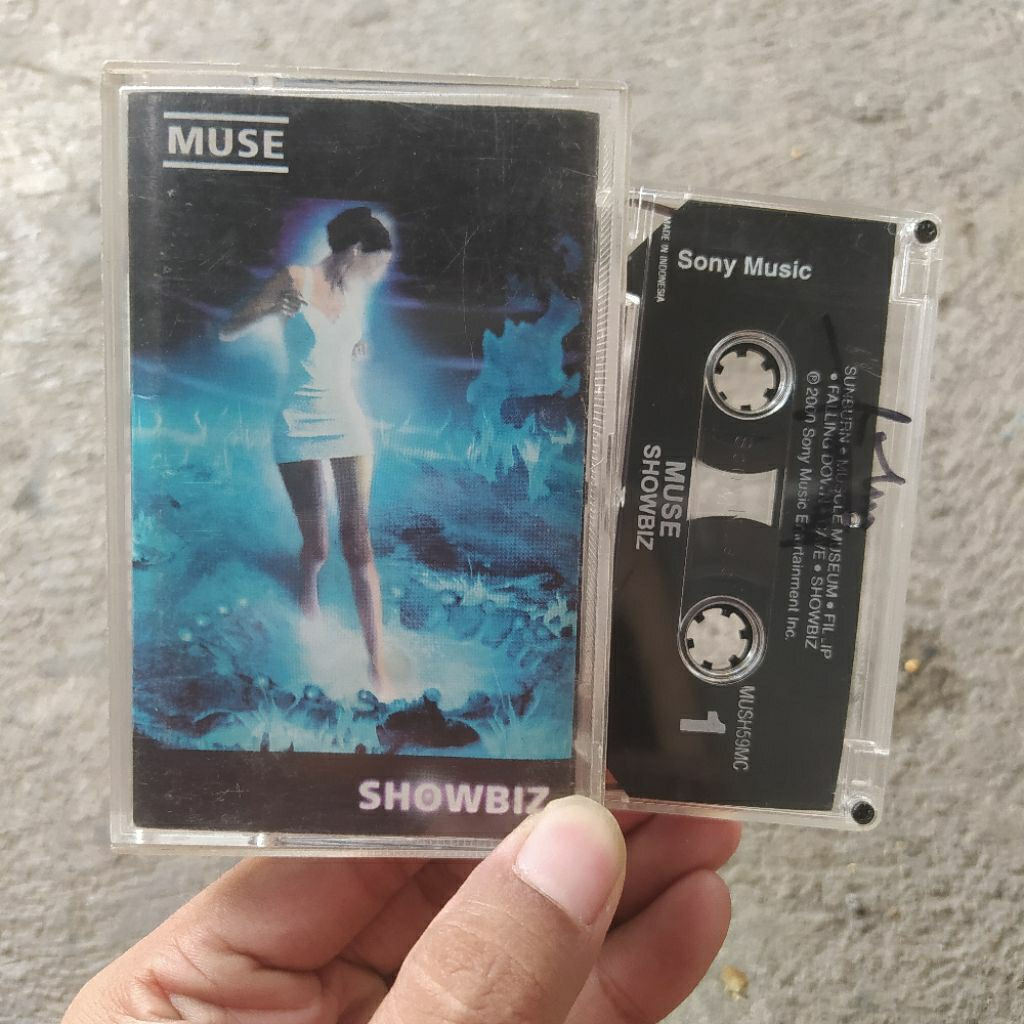 MUSE
SHOWBIZ
MADE IN INDONESIA
Sony Music
MUSE
SHOWBIZ
SUNBURN • MUSCLE MUSEUM • FILLIP
• FALLING DOWN • CAVE • SHOWBIZ
℗2000 Sony Music Entertainment Inc.
MUSH59MC
1